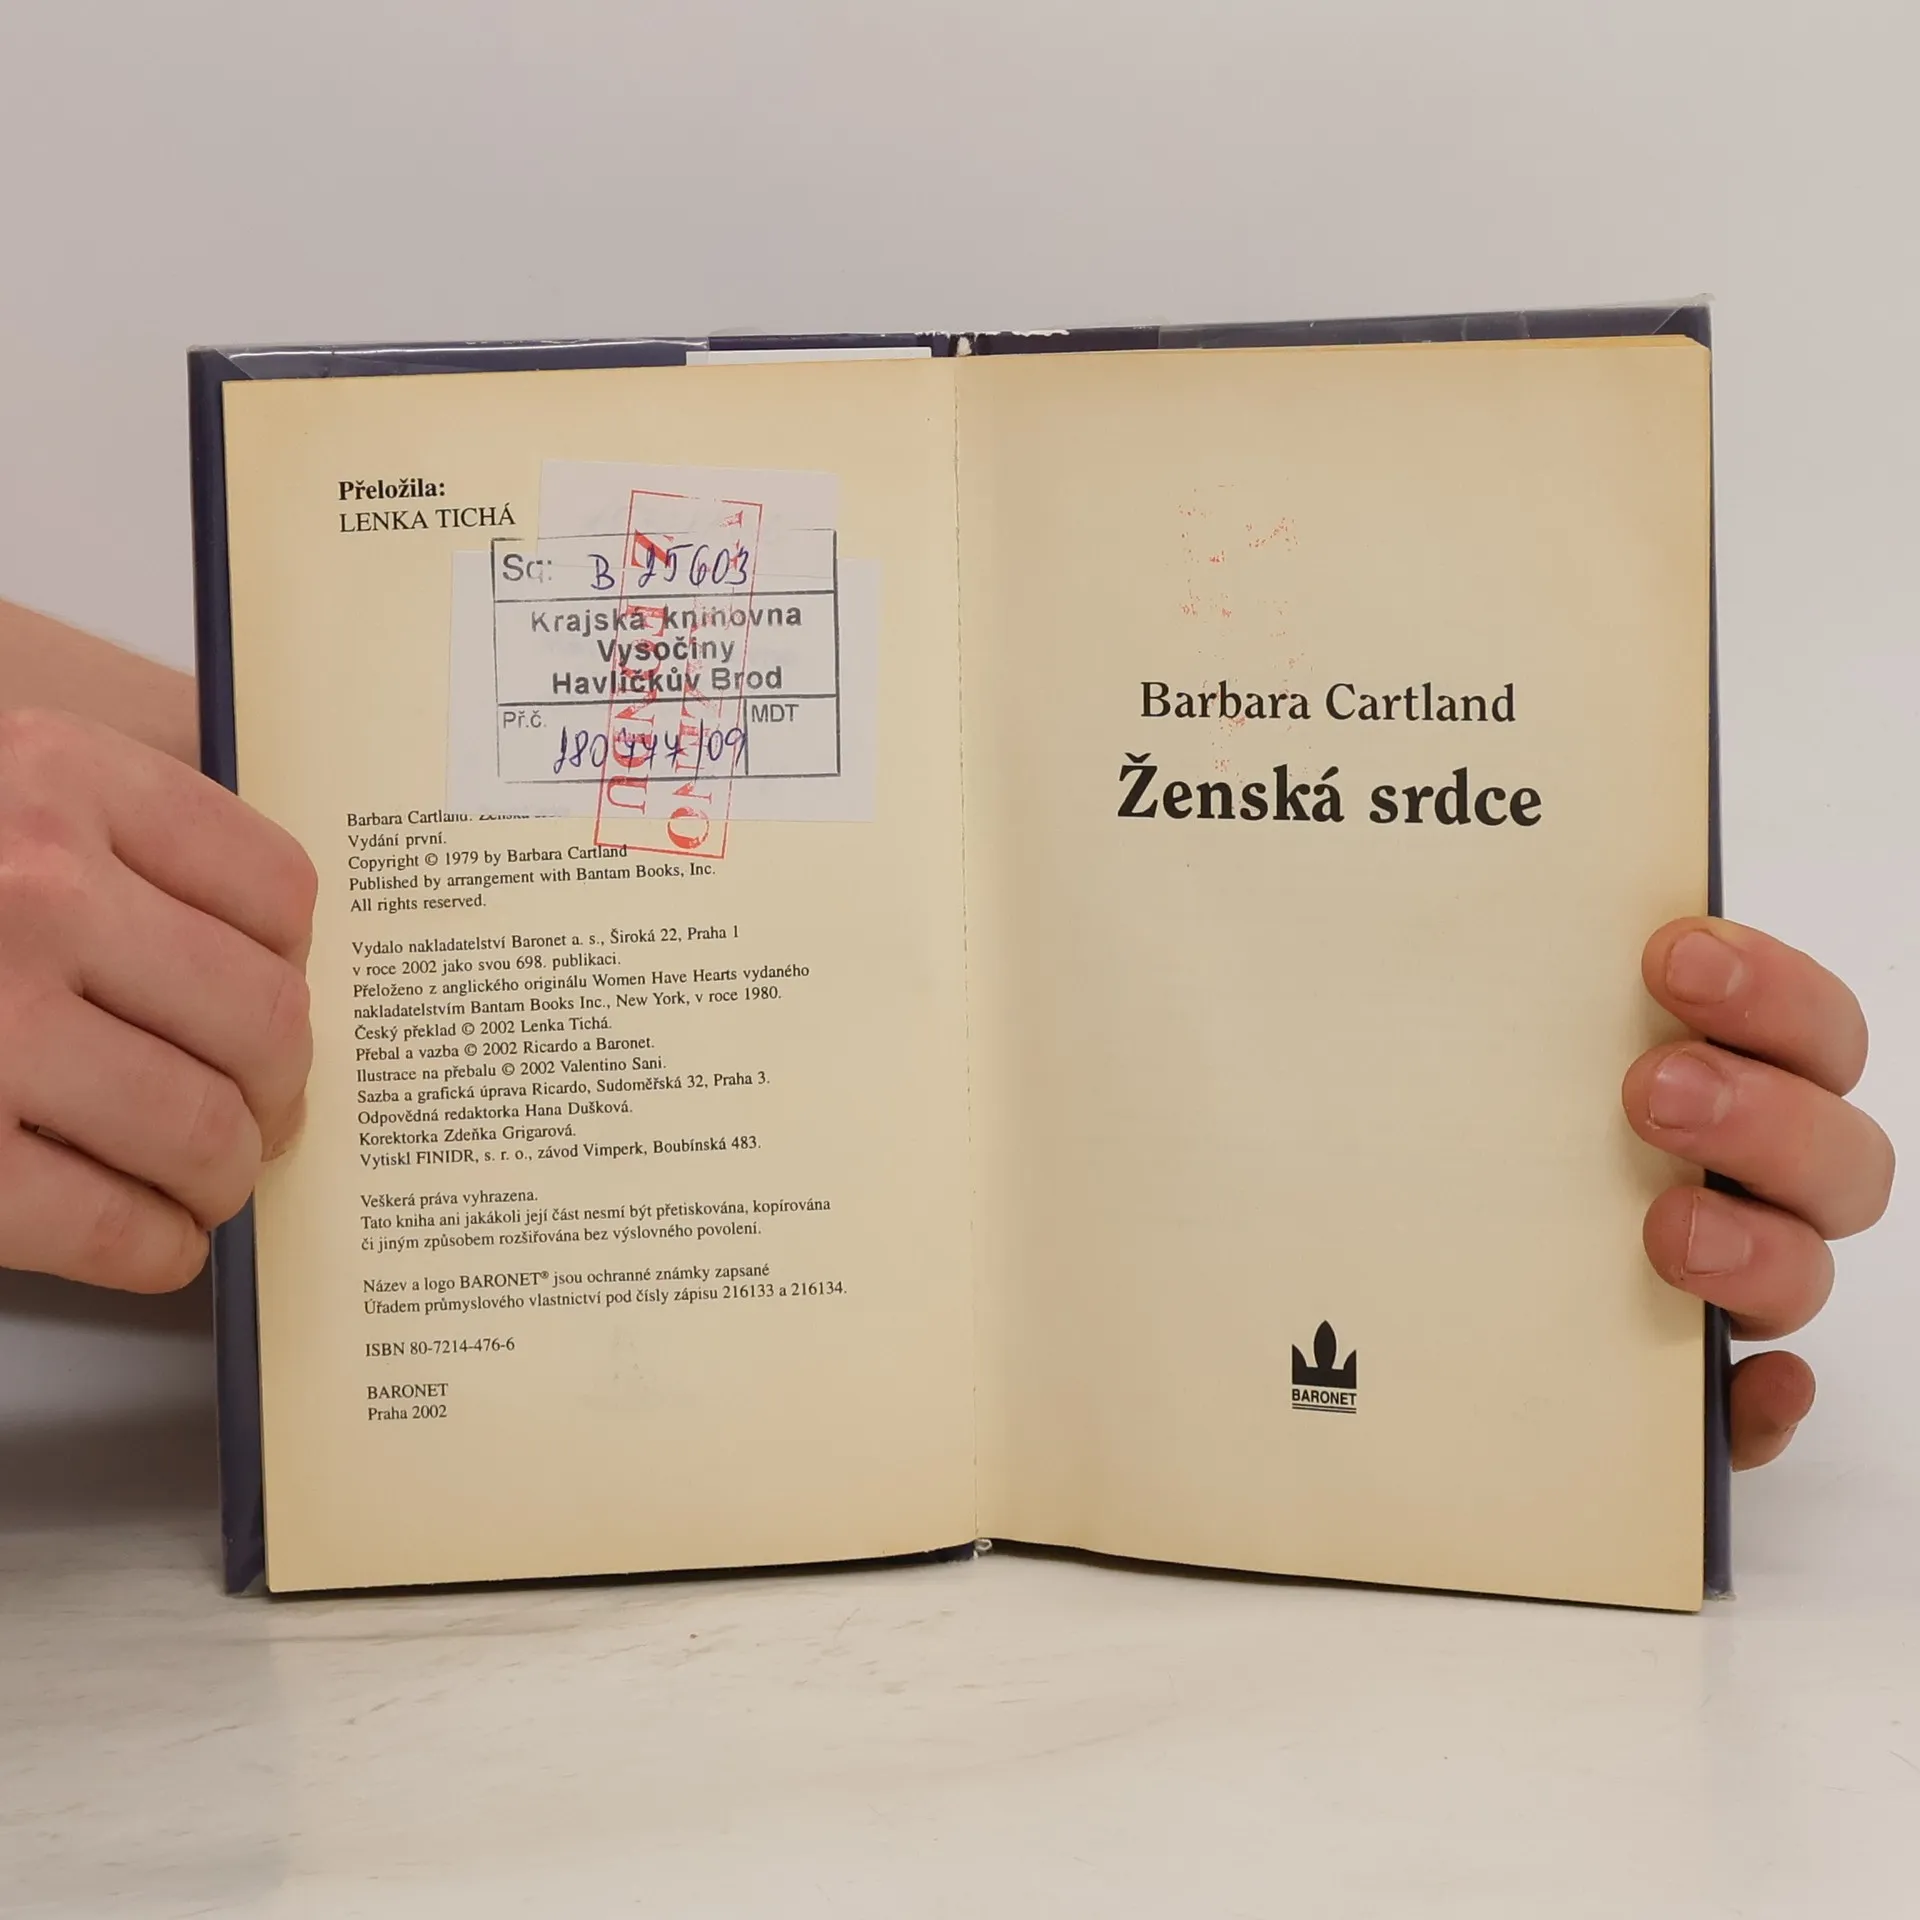 Přeložila:
LENKA TICHÁ
Sg: B 25603
Krajská knihovna
Vysočiny
Havlíčkův Brod
Př.č. 180777/09 MDT
Barbara Cartland: Ženská
Vydání první.
Copyright © 1979 by Barbara Cartland
Published by arrangement with Bantam Books, Inc.
All rights reserved.
Vydalo nakladatelství Baronet a. s., Široká 22, Praha 1
v roce 2002 jako svou 698. publikaci.
Přeloženo z anglického originálu Women Have Hearts vydaného
nakladatelstvím Bantam Books Inc., New York, v roce 1980.
Český překlad © 2002 Lenka Tichá.
Přebal a vazba © 2002 Ricardo a Baronet.
Ilustrace na přebalu © 2002 Valentino Sani.
Sazba a grafická úprava Ricardo, Sudoměřská 32, Praha 3.
Odpovědná redaktorka Hana Dušková.
Korektorka Zdeňka Grigarová.
Vytiskl FINIDR, s. r. o., závod Vimperk, Boubínská 483.
Veškerá práva vyhrazena.
Tato kniha ani jakákoli její část nesmí být přetiskována, kopírována
či jiným způsobem rozšiřována bez výslovného povolení.
Název a logo BARONET® jsou ochranné známky zapsané
Úřadem průmyslového vlastnictví pod čísly zápisu 216133 a 216134.
ISBN 80-7214-476-6
BARONET
Praha 2002
Barbara Cartland
Ženská srdce
BARONET